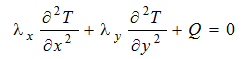 λ_x ∂²T/∂x² + λ_y ∂²T/∂y² + Q = 0